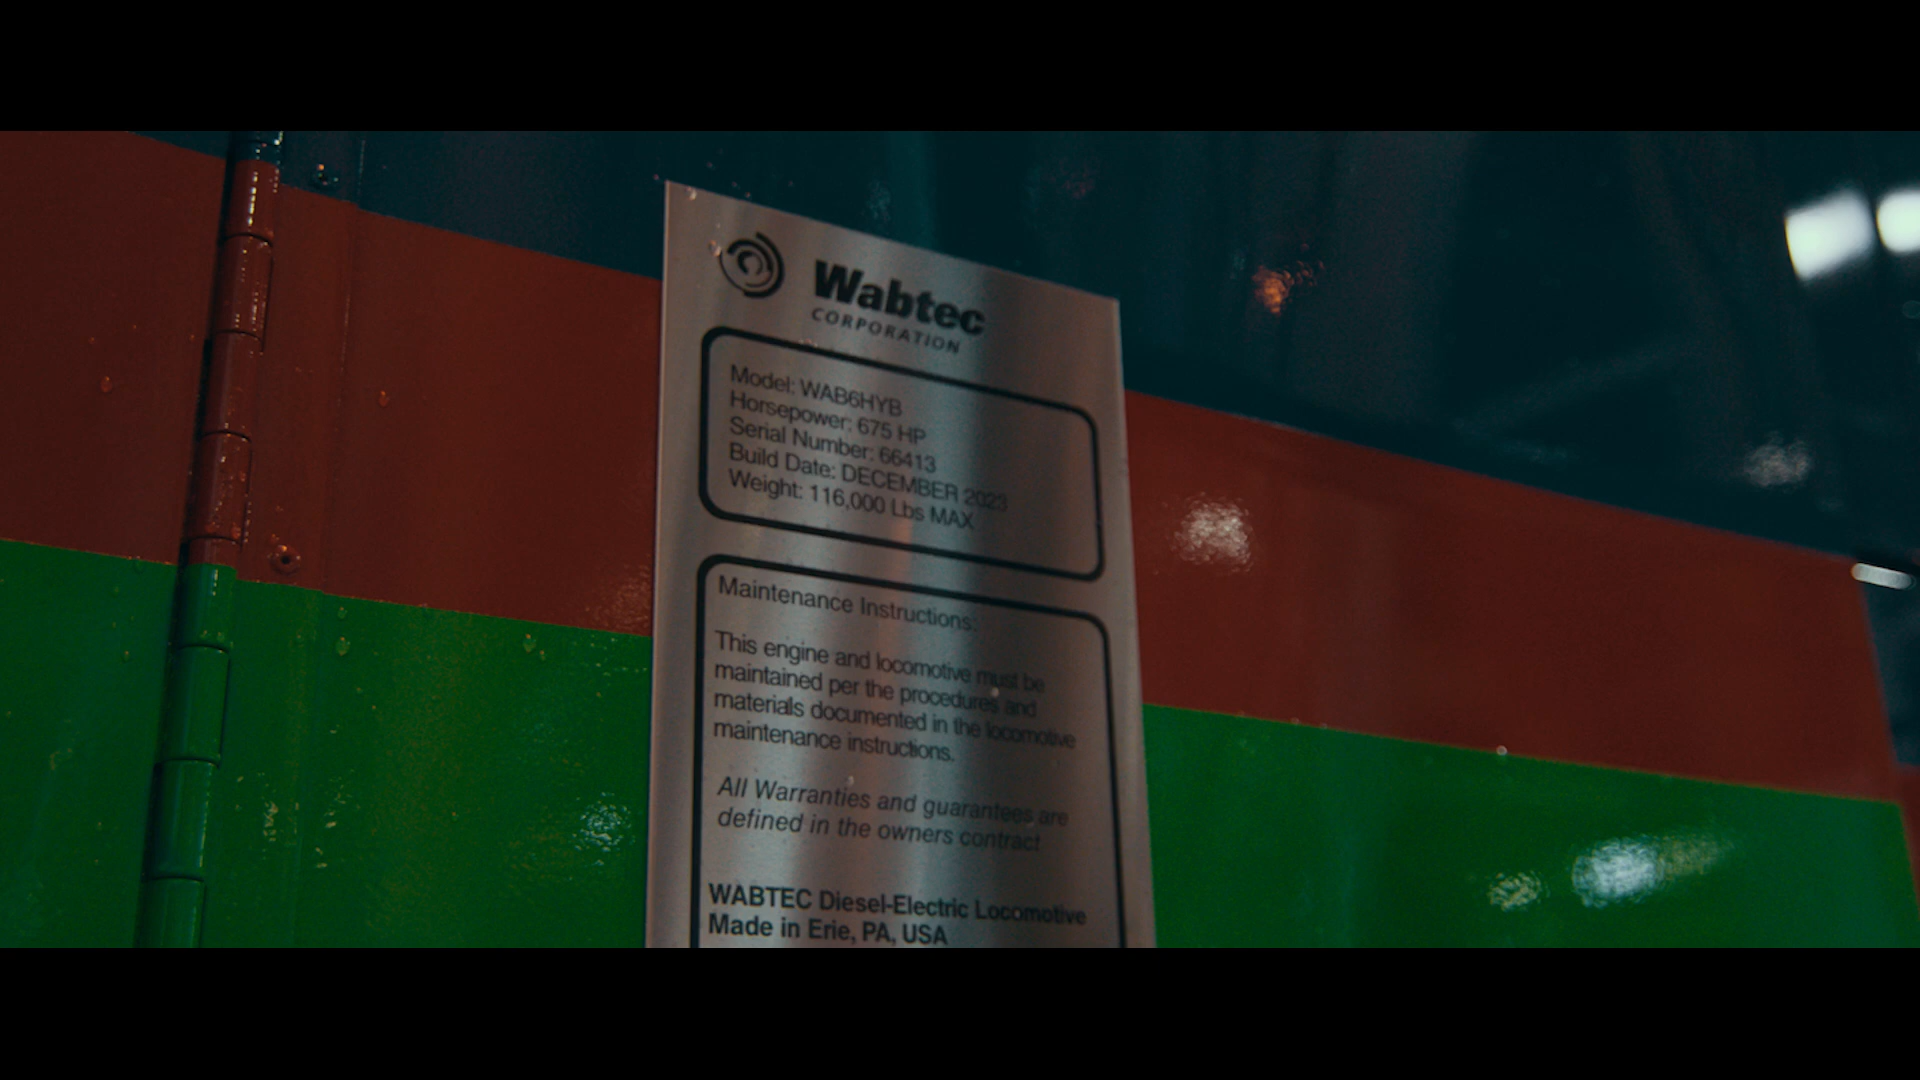 Wabtec
CORPORATION
Model: WAB6HYB
Horsepower: 675 HP
Serial Number: 66413
Build Date: DECEMBER 2023
Weight: 116,000 Lbs MAX
Maintenance Instructions:
This engine and locomotive must be
maintained per the procedures and
materials documented in the locomotive
maintenance instructions.
All Warranties and guarantees are
defined in the owners contract
WABTEC Diesel-Electric Locomotive
Made in Erie, PA, USA